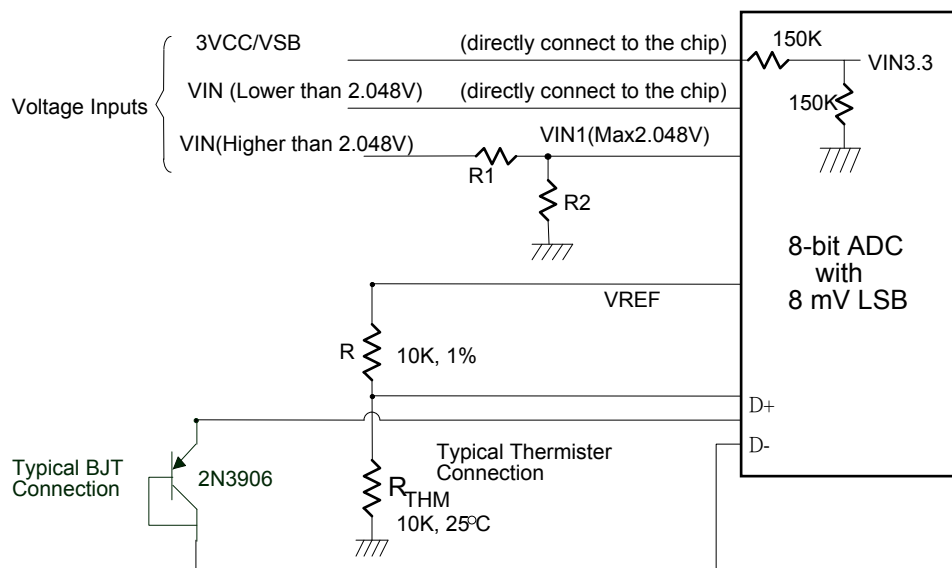 3VCC/VSB
(directly connect to the chip)
150K
VIN3.3
VIN (Lower than 2.048V)
(directly connect to the chip)
150K
Voltage Inputs
VIN(Higher than 2.048V)
VIN1(Max2.048V)
R1
R2
8-bit ADC
with
8 mV LSB
VREF
R
10K, 1%
D+
D-
Typical BJT
Connection
2N3906
Typical Thermister
Connection
RTHM
10K, 25°C